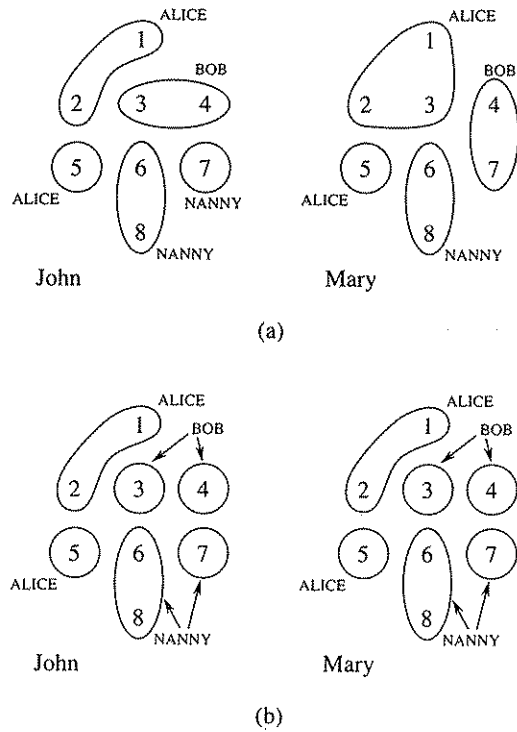 ALICE ALICE
1 1
BOB BOB
2 3 4 2 3 4
5 6 7 5 6 7
ALICE NANNY ALICE
8 8
NANNY NANNY
John Mary
(a)
ALICE ALICE
1 BOB 1 BOB
2 3 4 2 3 4
5 6 7 5 6 7
ALICE ALICE
8 8
NANNY NANNY
John Mary
(b)